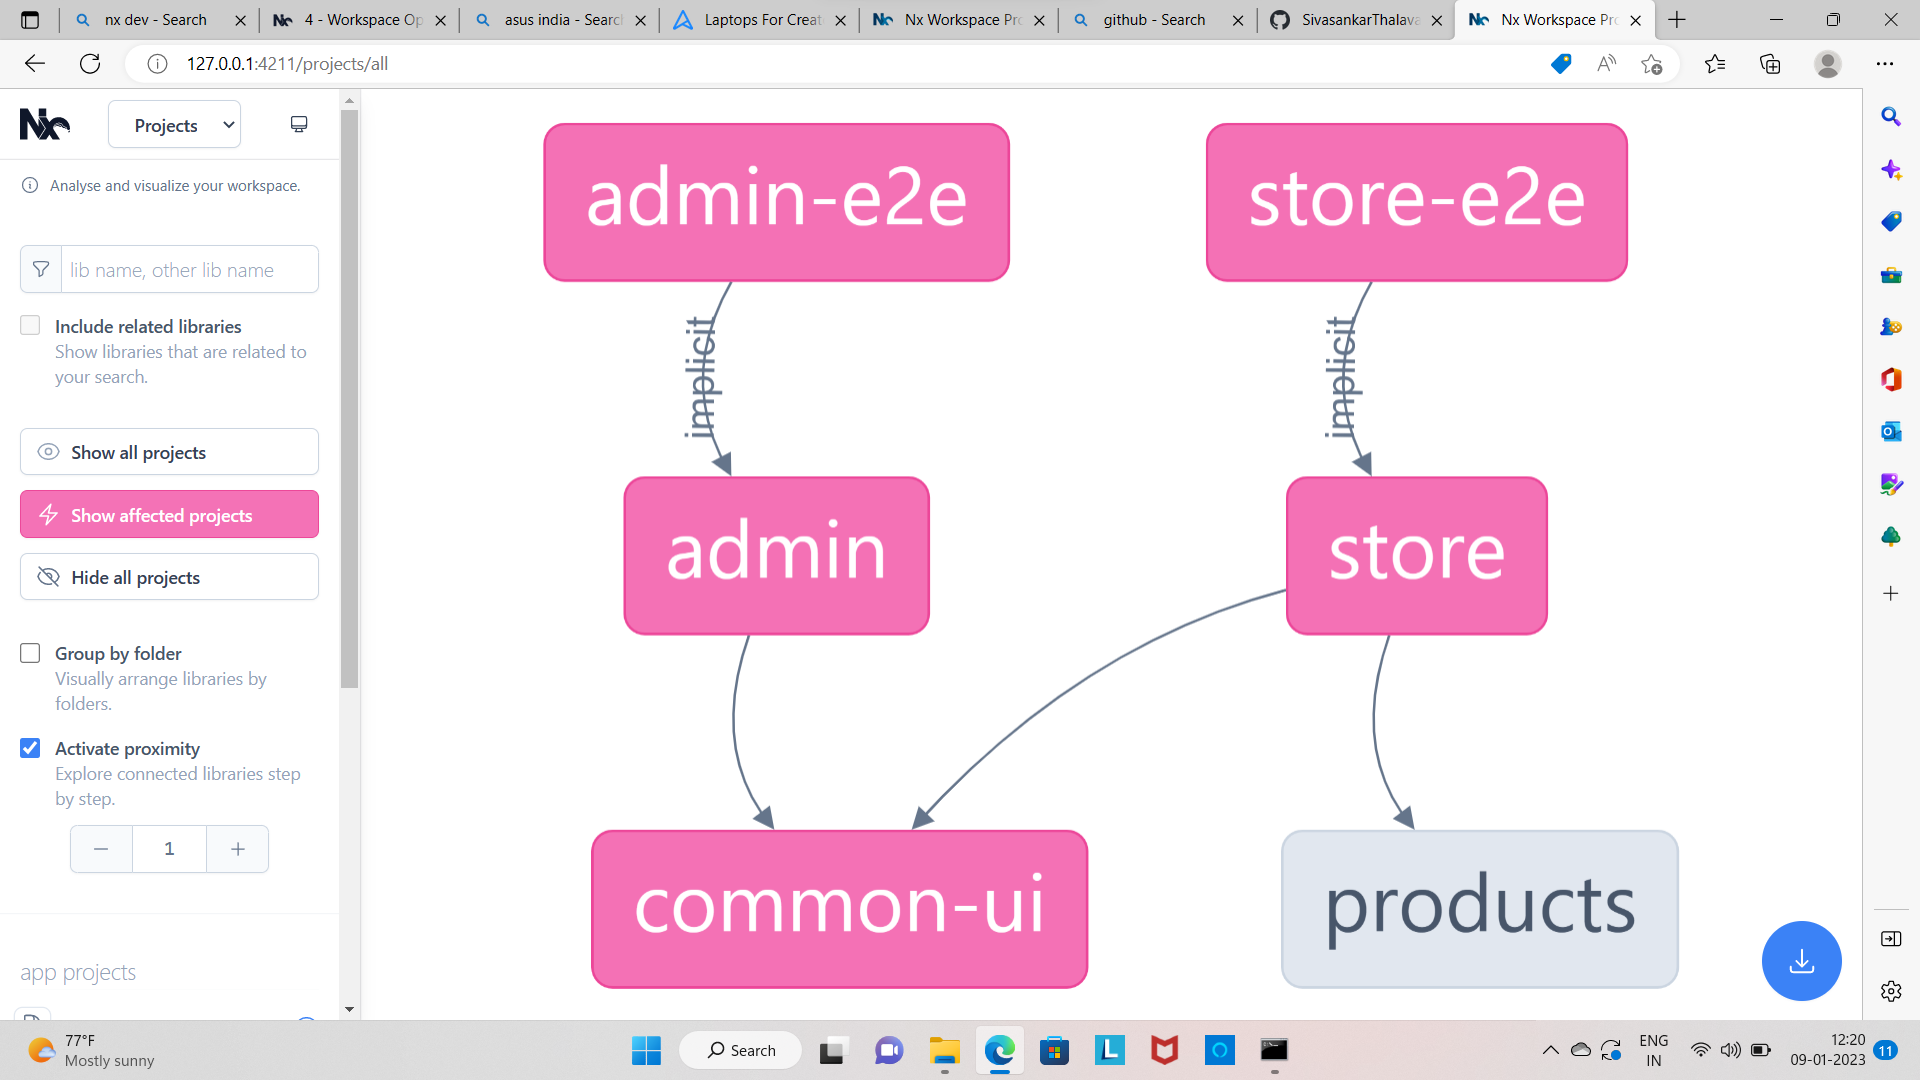 nx dev - Search
4 - Workspace Op
asus india - Searc
Laptops For Creat
Nx Workspace Pr
github - Search
SivasankarThalava
Nx Workspace Pr
127.0.0.1:4211/projects/all
Nx
Projects
Analyse and visualize your workspace.
lib name, other lib name
Include related libraries
Show libraries that are related to
your search.
Show all projects
Show affected projects
Hide all projects
Group by folder
Visually arrange libraries by
folders.
Activate proximity
Explore connected libraries step
by step.
1
app projects
admin-e2e
store-e2e
implicit
implicit
admin
store
common-ui
products
77°F
Mostly sunny
Search
ENG
IN
12:20
09-01-2023
11